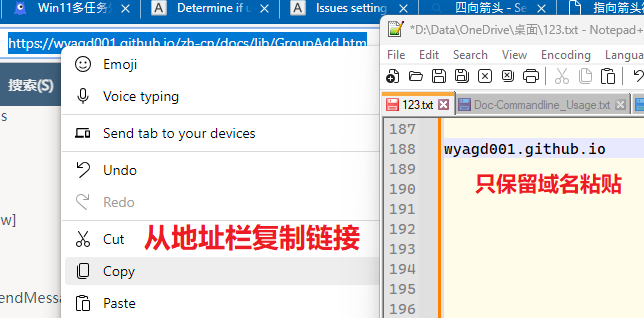 Win11多任务
Determine if u
Issues setting
四向箭头 - Se
指向箭头
https://wyagd001.github.io/zh-cn/docs/lib/GroupAdd.htm
搜索(S)
s
w]
endMessa
Emoji
Voice typing
Send tab to your devices
Undo
Redo
Cut
Copy
Paste
从地址栏复制链接
*D:\Data\OneDrive\桌面\123.txt - Notepad+
File Edit Search View Encoding Langua
123.txt
Doc-Commandline_Usage.txt
187
188 wyagd001.github.io
189
190
191
192
193
194
195
196
只保留域名粘贴